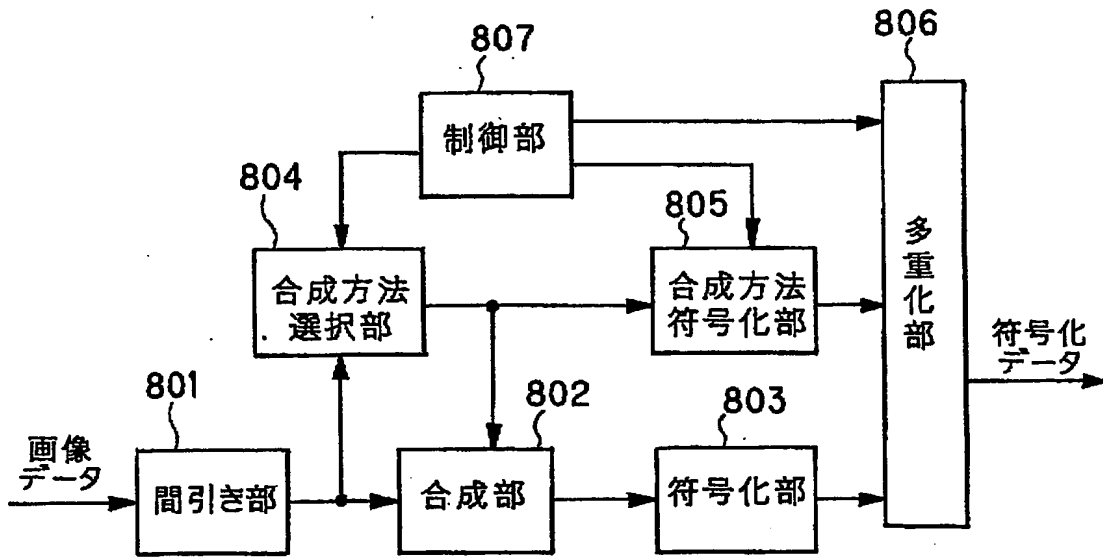 807
制御部
806
多重化部
804
合成方法
選択部
805
合成方法
符号化部
符号化
データ
801
画像
データ
間引き部
802
合成部
803
符号化部